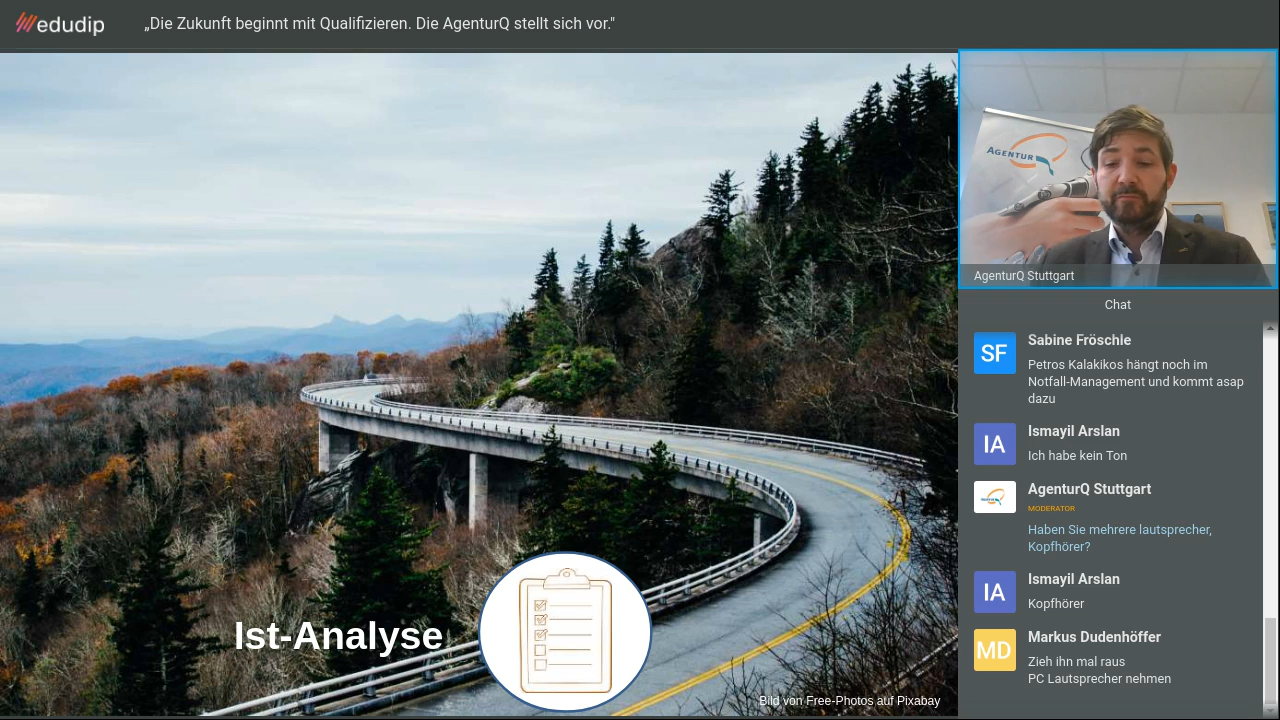 edudip
„Die Zukunft beginnt mit Qualifizieren. Die AgenturQ stellt sich vor."
AGENTUR
AgenturQ Stuttgart
Chat
SF
Sabine Fröschle
Petros Kalakikos hängt noch im
Notfall-Management und kommt asap
dazu
IA
Ismayil Arslan
Ich habe kein Ton
AgenturQ Stuttgart
MODERATOR
Haben Sie mehrere lautsprecher,
Kopfhörer?
IA
Ismayil Arslan
Kopfhörer
MD
Markus Dudenhöffer
Zieh ihn mal raus
PC Lautsprecher nehmen
Ist-Analyse
Bild von Free-Photos auf Pixabay